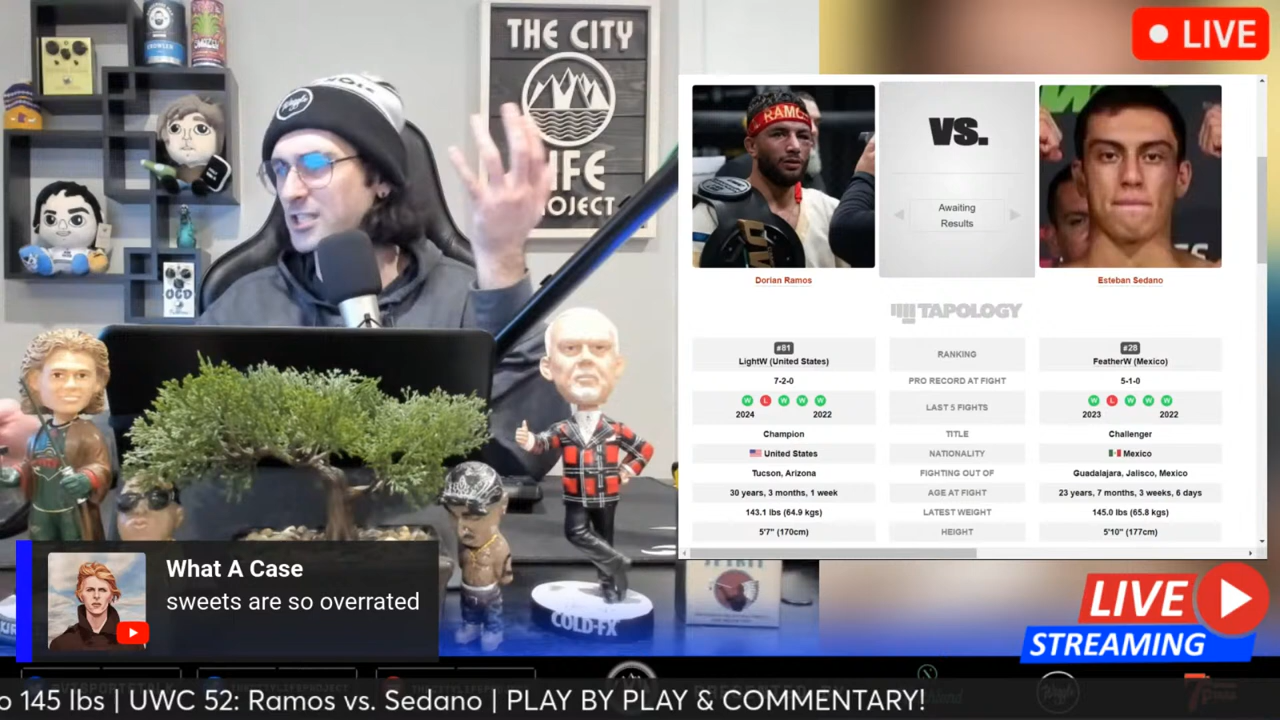 THE CITY
LIFE
PROJECT
OCD
LIVE
RAMOS
VS.
Awaiting
Results
Dorian Ramos
Esteban Sedano
TAPOLOGY
#81
LightW (United States)
RANKING
#28
FeatherW (Mexico)
7-2-0
PRO RECORD AT FIGHT
5-1-0
W L W W W
2024 2022
LAST 5 FIGHTS
W L W W W
2023 2022
Champion
TITLE
Challenger
United States
NATIONALITY
Mexico
Tucson, Arizona
FIGHTING OUT OF
Guadalajara, Jalisco, Mexico
30 years, 3 months, 1 week
AGE AT FIGHT
23 years, 7 months, 3 weeks, 6 days
143.1 lbs (64.9 kgs)
LATEST WEIGHT
145.0 lbs (65.8 kgs)
5'7" (170cm)
HEIGHT
5'10" (177cm)
What A Case
sweets are so overrated
COLD-FX
LIVE
STREAMING
o 145 lbs | UWC 52: Ramos vs. Sedano | PLAY BY PLAY & COMMENTARY!